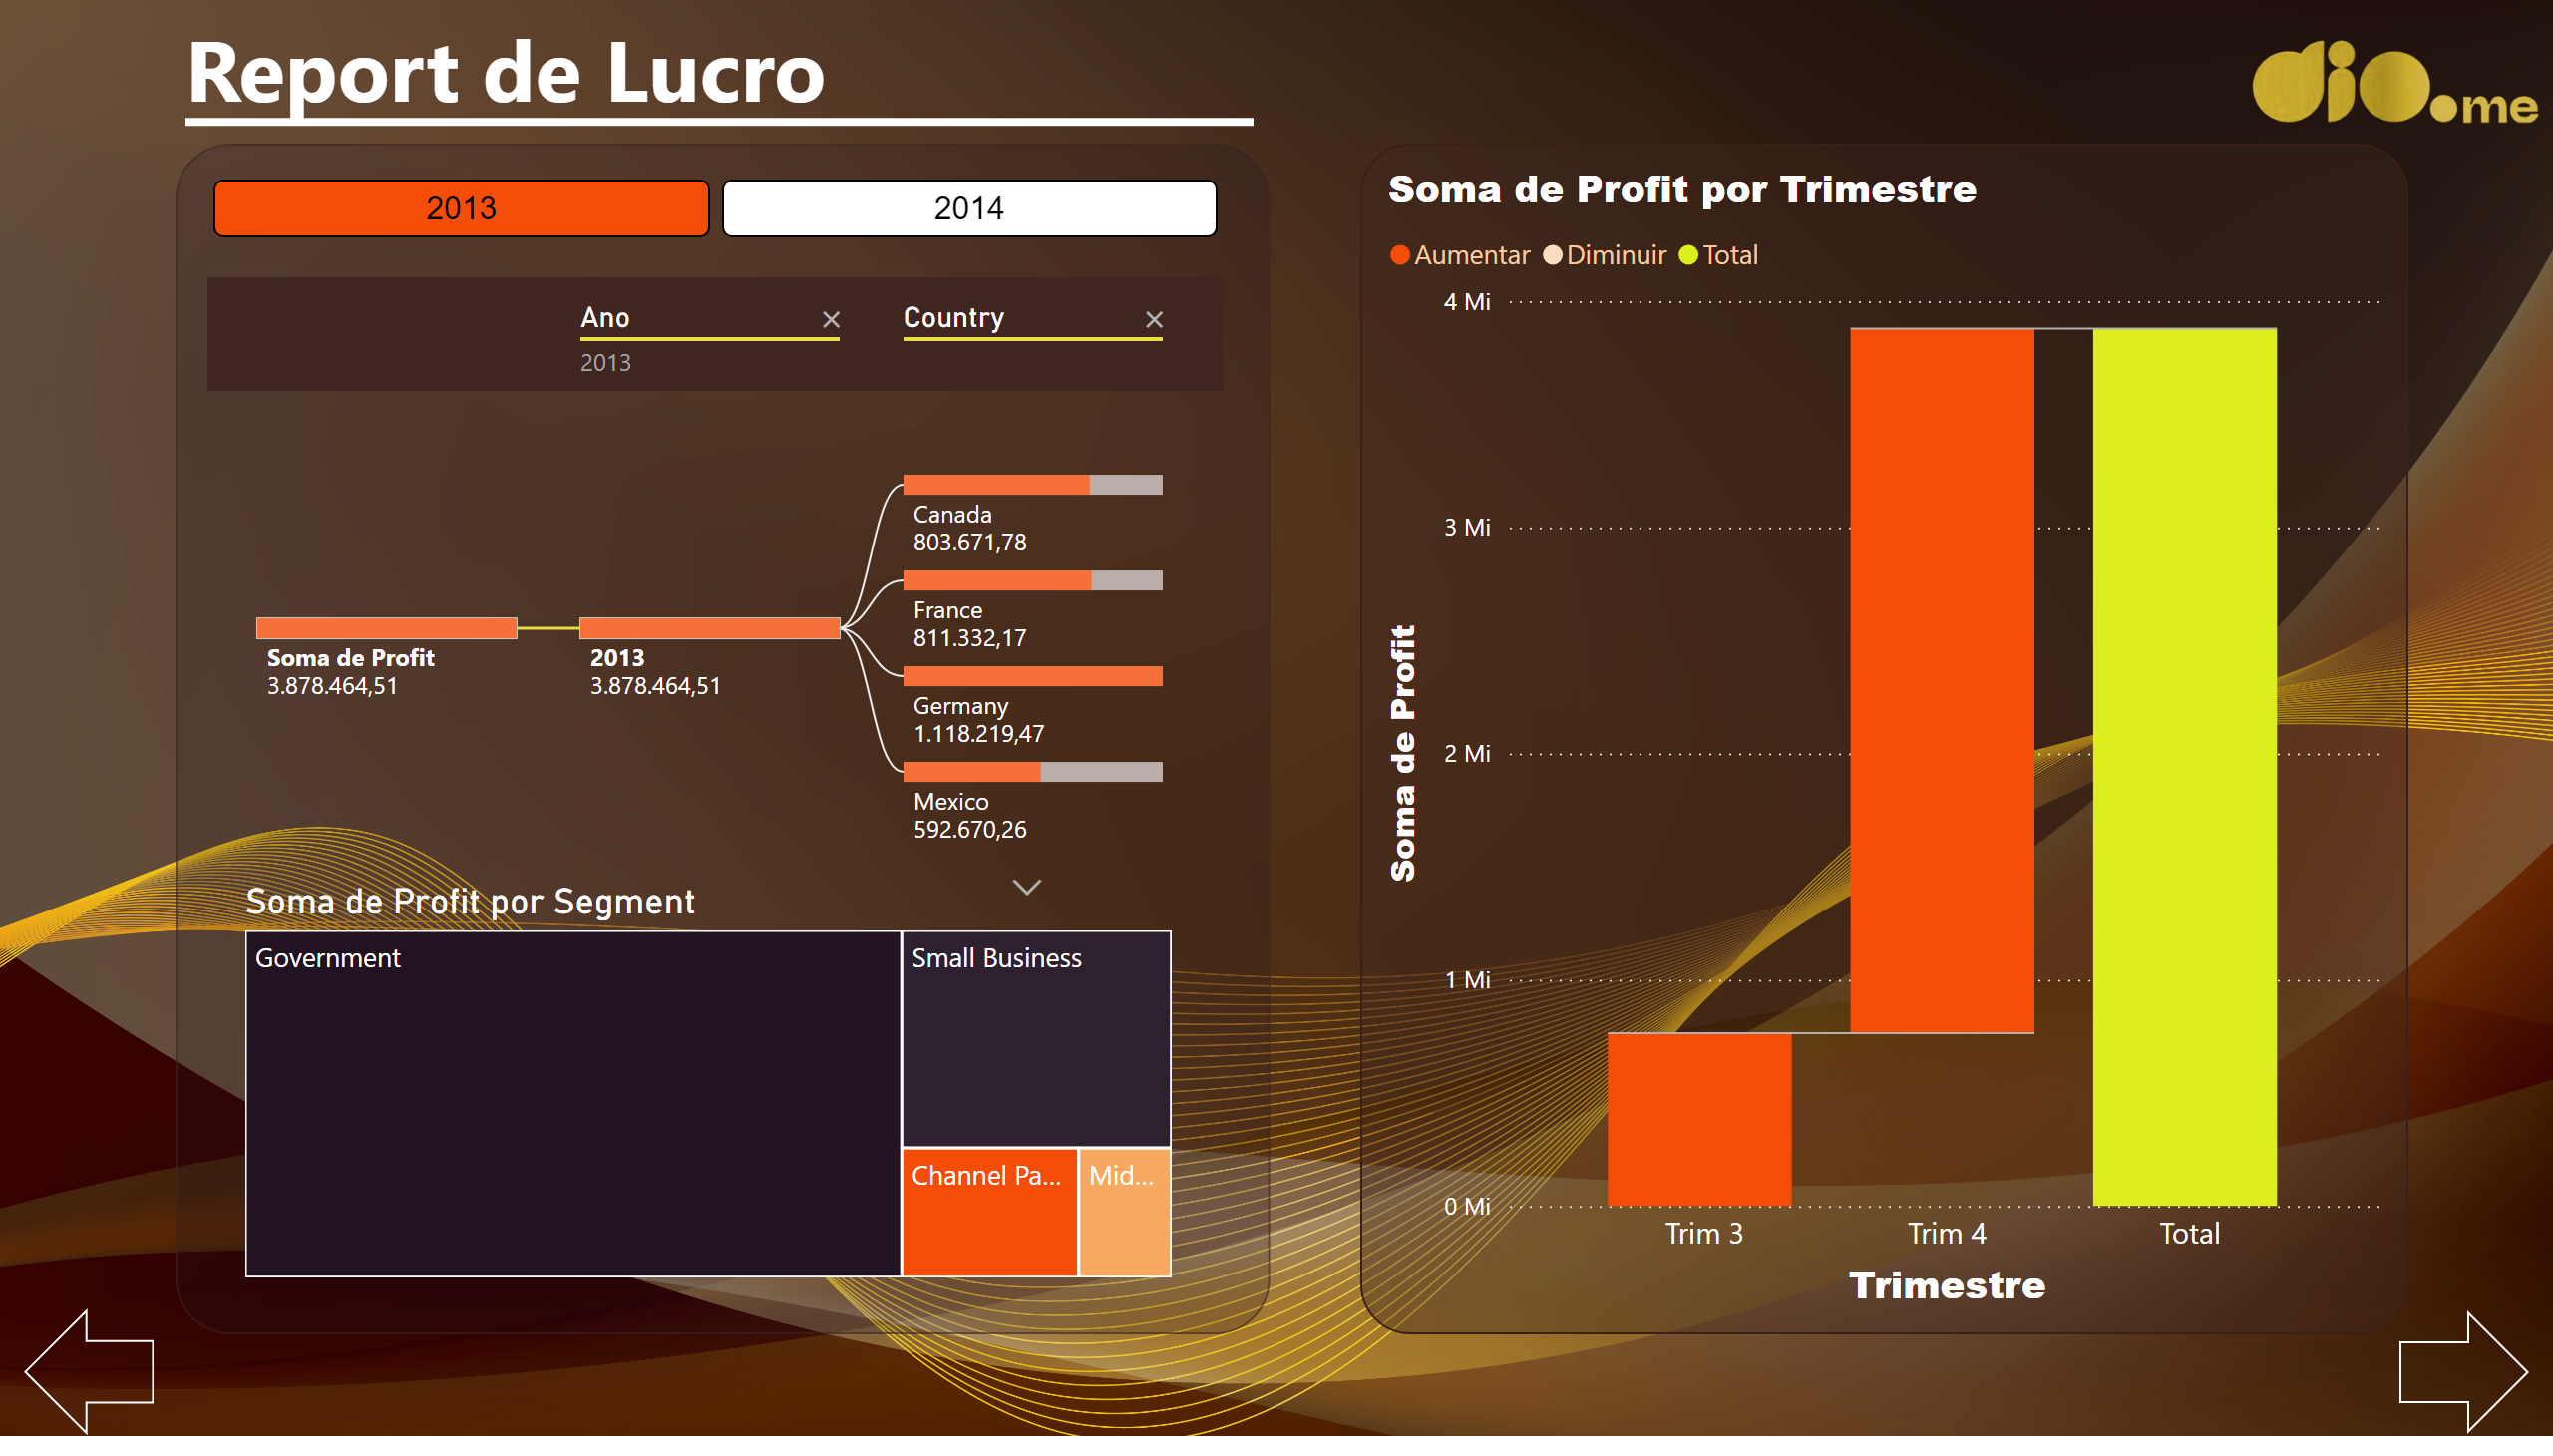 Report de Lucro
dio.me
2013
2014
Ano
Country
2013
Canada
803.671,78
France
811.332,17
Soma de Profit
3.878.464,51
2013
3.878.464,51
Germany
1.118.219,47
Mexico
592.670,26
Soma de Profit por Segment
Government
Small Business
Channel Pa...
Mid...
Soma de Profit por Trimestre
Aumentar Diminuir Total
Soma de Profit
4 Mi
3 Mi
2 Mi
1 Mi
0 Mi
Trim 3
Trim 4
Total
Trimestre